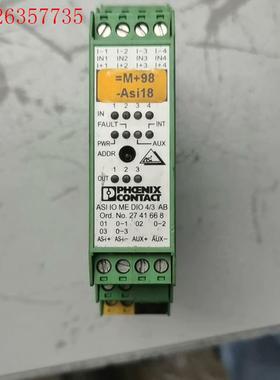 26357735
I-1 I-2 I-3 I-4
IN1 IN2 IN3 IN4
I+1 I+2 I+3 I+4
=M+98
-Asi18
1 2 3 4
IN
FAULT INT
PWR AUX
ADDR
OUT
1 2 3
PHOENIX
CONTACT
ASI IO ME DIO 4/3 AB
Ord. No. 27 41 66 8
01 0-1 02 0-2
03 0-3
ASi+ ASi- AUX+ AUX-